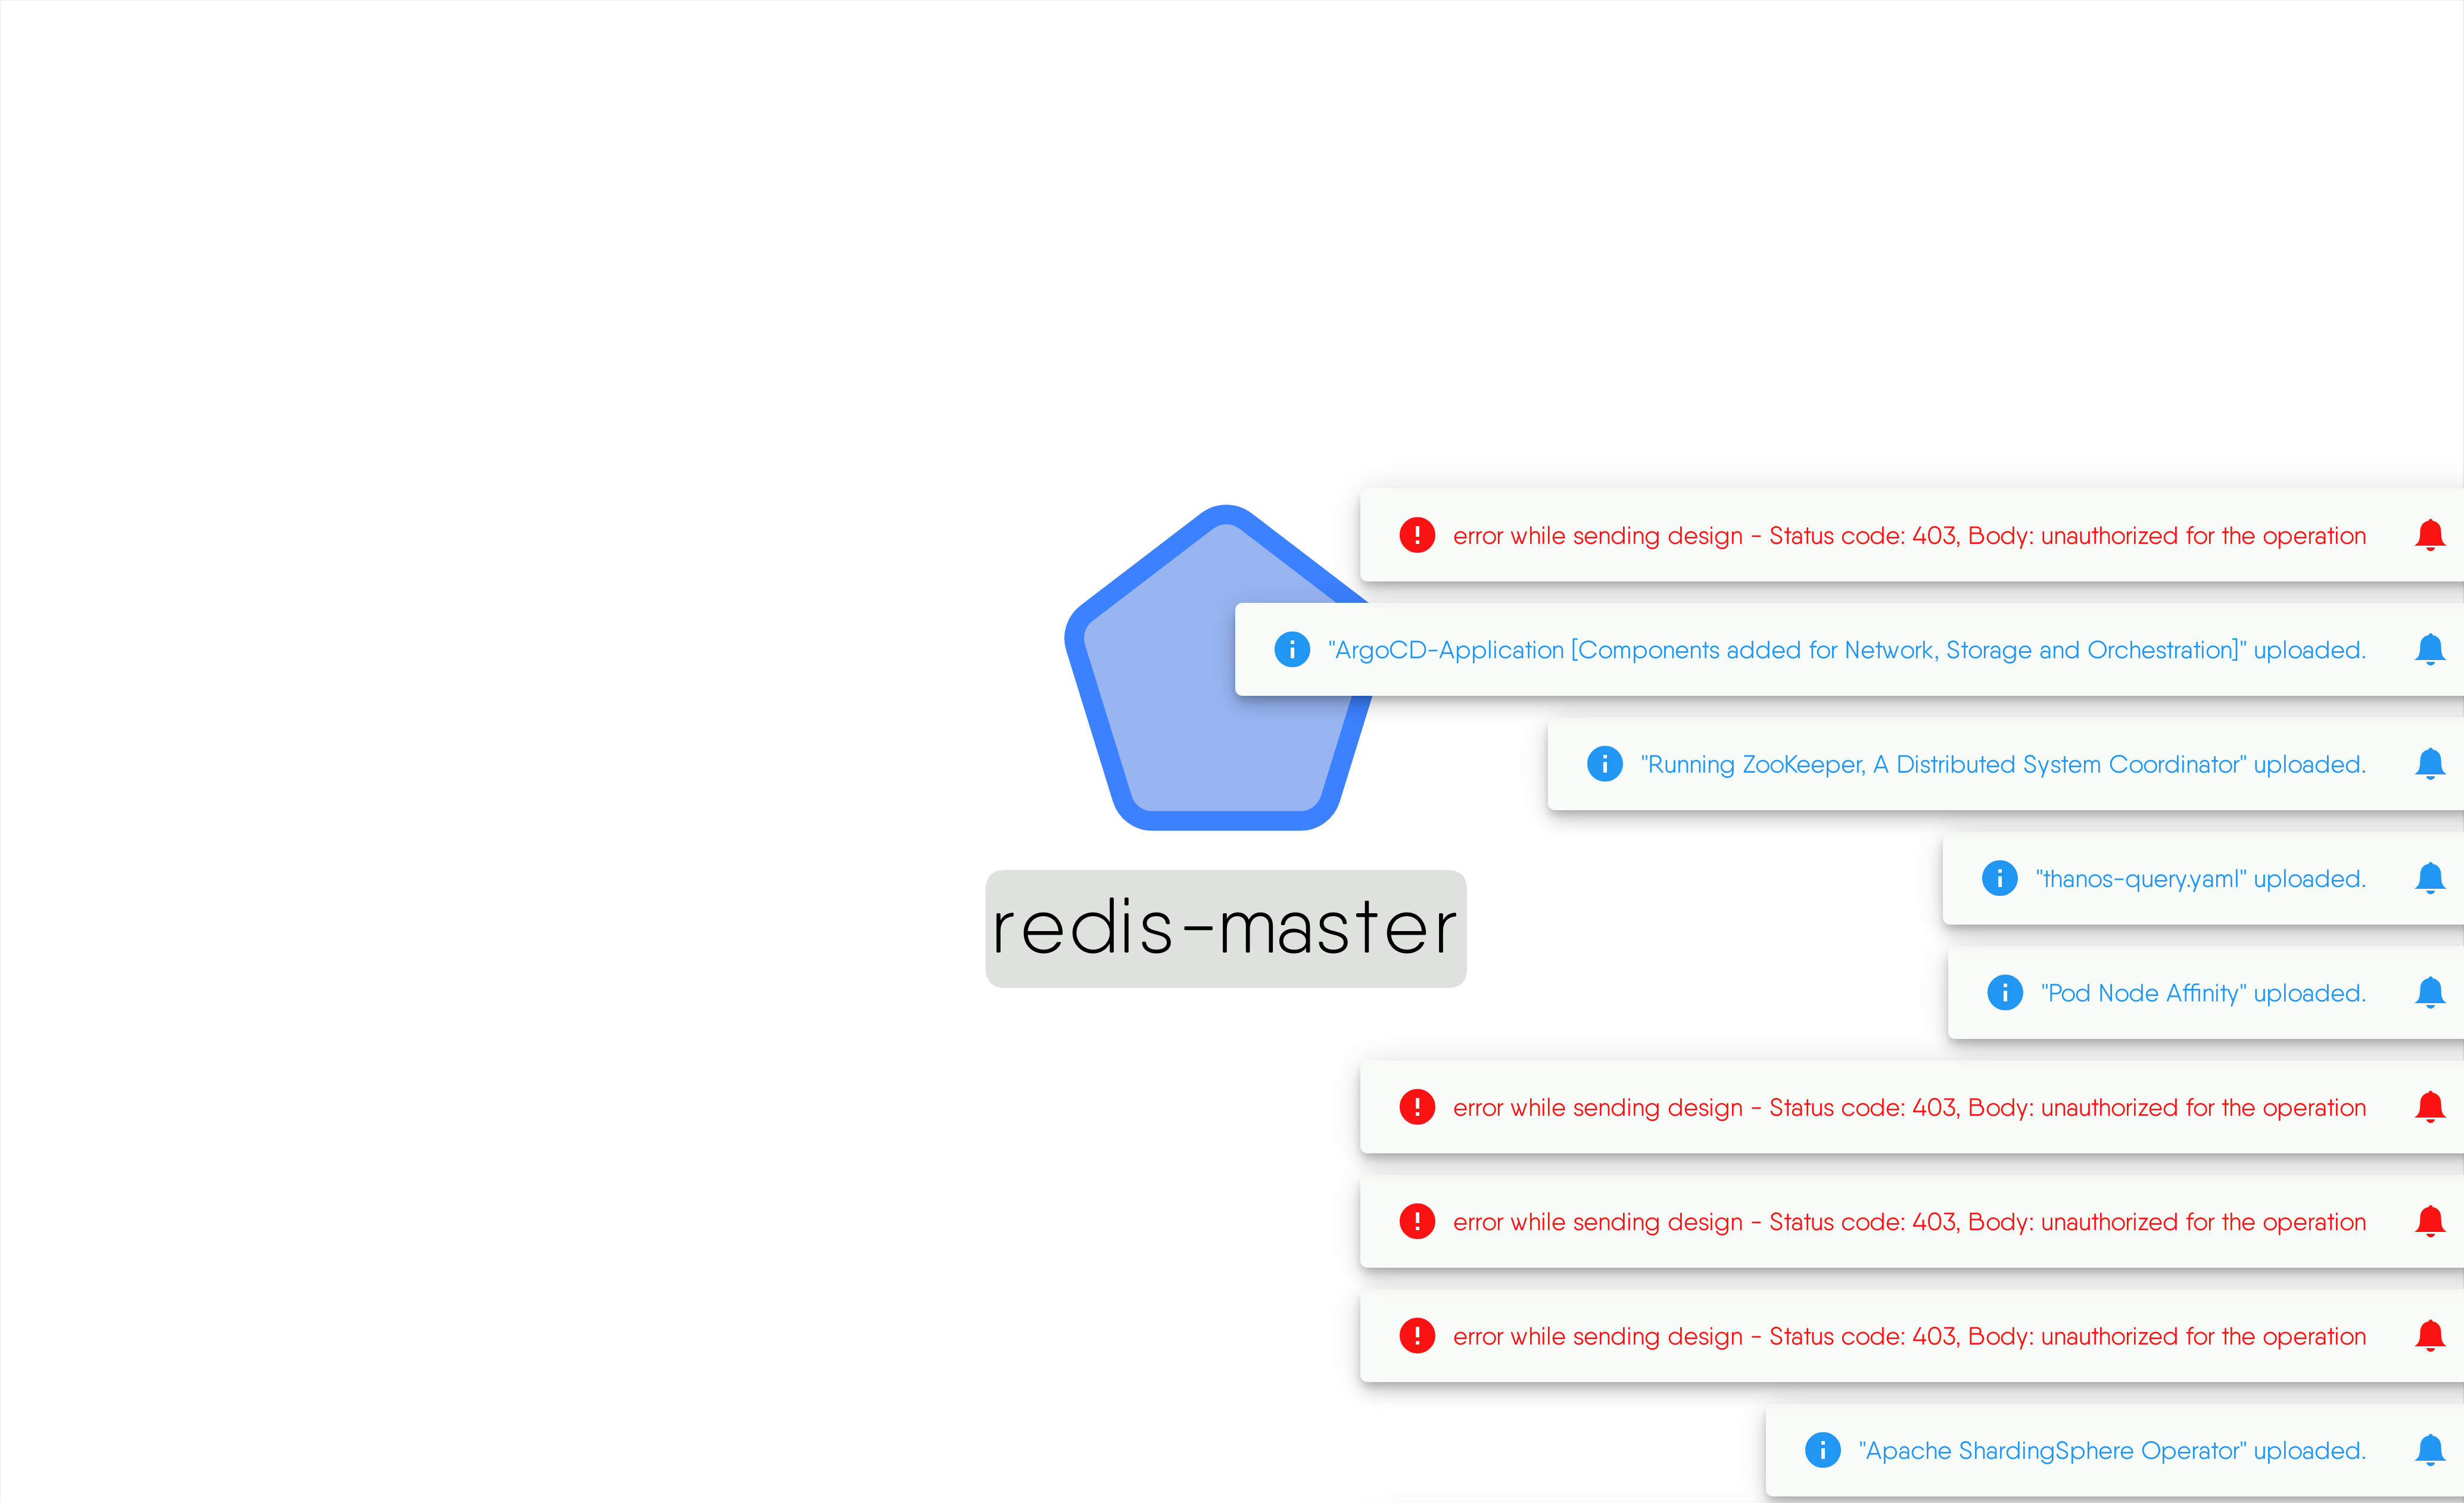 error while sending design - Status code: 403, Body: unauthorized for the operation
"ArgoCD-Application [Components added for Network, Storage and Orchestration]" uploaded.
"Running ZooKeeper, A Distributed System Coordinator" uploaded.
"thanos-query.yaml" uploaded.
redis-master
"Pod Node Affinity" uploaded.
error while sending design - Status code: 403, Body: unauthorized for the operation
error while sending design - Status code: 403, Body: unauthorized for the operation
error while sending design - Status code: 403, Body: unauthorized for the operation
"Apache ShardingSphere Operator" uploaded.